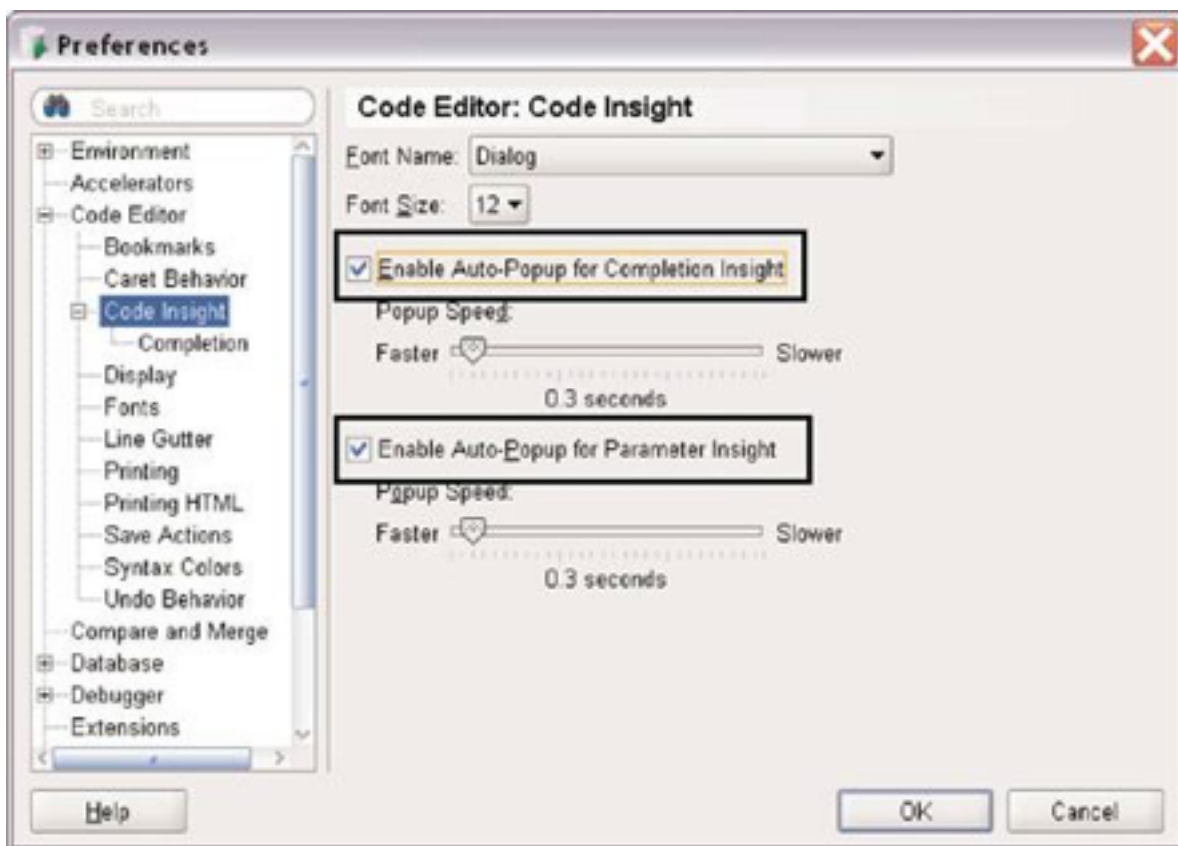 Preferences
Search
Environment
Accelerators
Code Editor
Bookmarks
Caret Behavior
Code Insight
Completion
Display
Fonts
Line Gutter
Printing
Printing HTML
Save Actions
Syntax Colors
Undo Behavior
Compare and Merge
Database
Debugger
Extensions
Code Editor: Code Insight
Font Name: Dialog
Font Size: 12
Enable Auto-Popup for Completion Insight
Popup Speed:
Faster Slower
0.3 seconds
Enable Auto-Popup for Parameter Insight
Popup Speed:
Faster Slower
0.3 seconds
Help OK Cancel